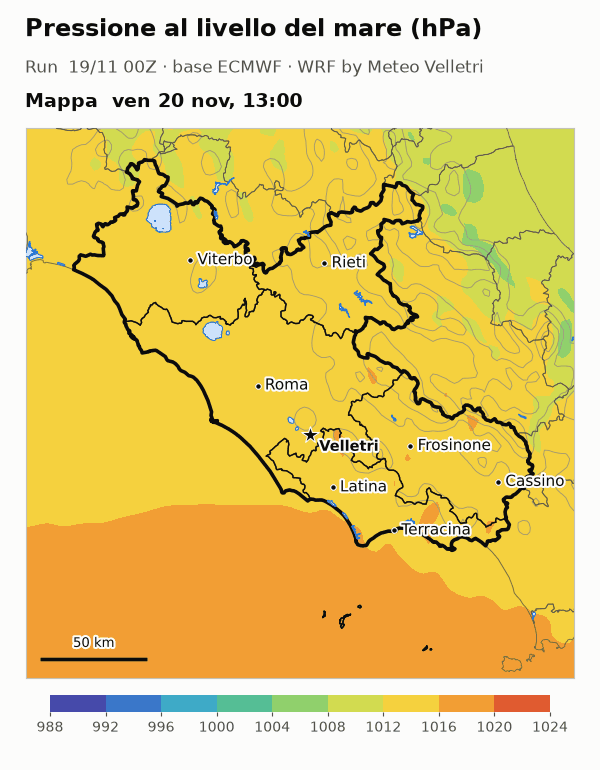 Pressione al livello del mare (hPa)
Run  19/11 00Z · base ECMWF · WRF by Meteo Velletri
Mappa  ven 20 nov, 13:00
Viterbo
Rieti
Roma
Velletri
Frosinone
Cassino
Latina
Terracina
50 km
988 992 996 1000 1004 1008 1012 1016 1020 1024